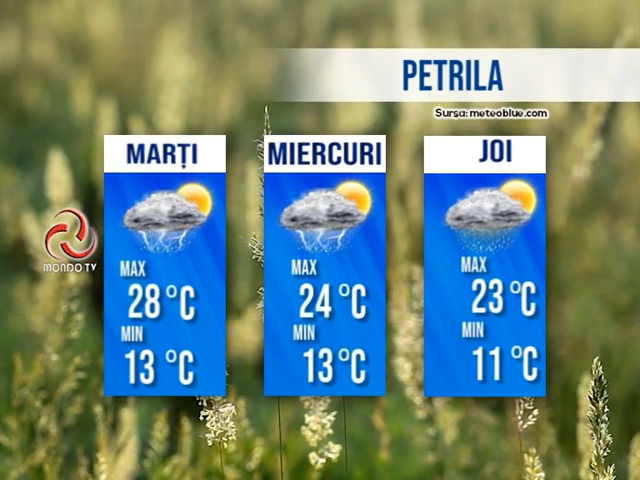 PETRILA
Sursa: meteoblue.com
MARȚI
MAX
28 °C
MIN
13 °C
MIERCURI
MAX
24 °C
MIN
13 °C
JOI
MAX
23 °C
MIN
11 °C
MONDO TV